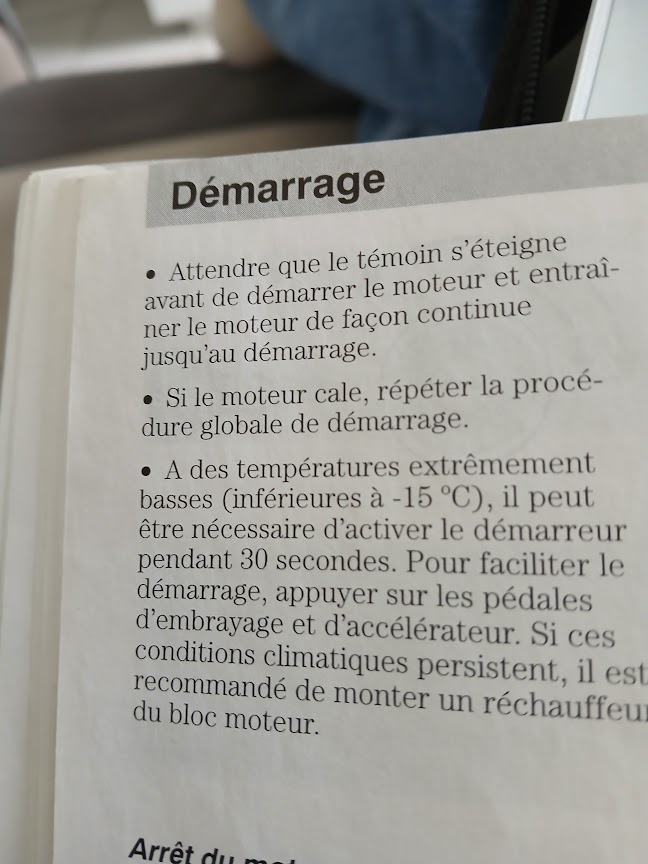 Démarrage
• Attendre que le témoin s'éteigne
avant de démarrer le moteur et entraî-
ner le moteur de façon continue
jusqu'au démarrage.
• Si le moteur cale, répéter la procé-
dure globale de démarrage.
• A des températures extrêmement
basses (inférieures à -15 °C), il peut
être nécessaire d'activer le démarreur
pendant 30 secondes. Pour faciliter le
démarrage, appuyer sur les pédales
d'embrayage et d'accélérateur. Si ces
conditions climatiques persistent, il est
recommandé de monter un réchauffeur
du bloc moteur.
Arrêt du